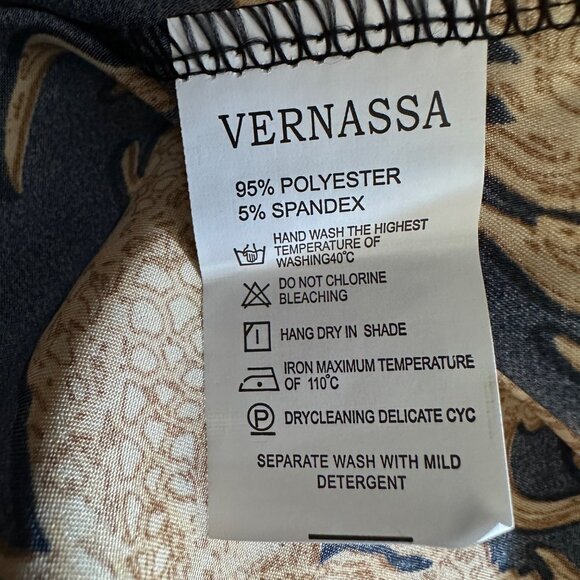 VERNASSA
95% POLYESTER
5% SPANDEX
HAND WASH THE HIGHEST
TEMPERATURE OF
WASHING40°C
DO NOT CHLORINE
BLEACHING
HANG DRY IN SHADE
IRON MAXIMUM TEMPERATURE
OF 110°C
P DRYCLEANING DELICATE CYC
SEPARATE WASH WITH MILD
DETERGENT